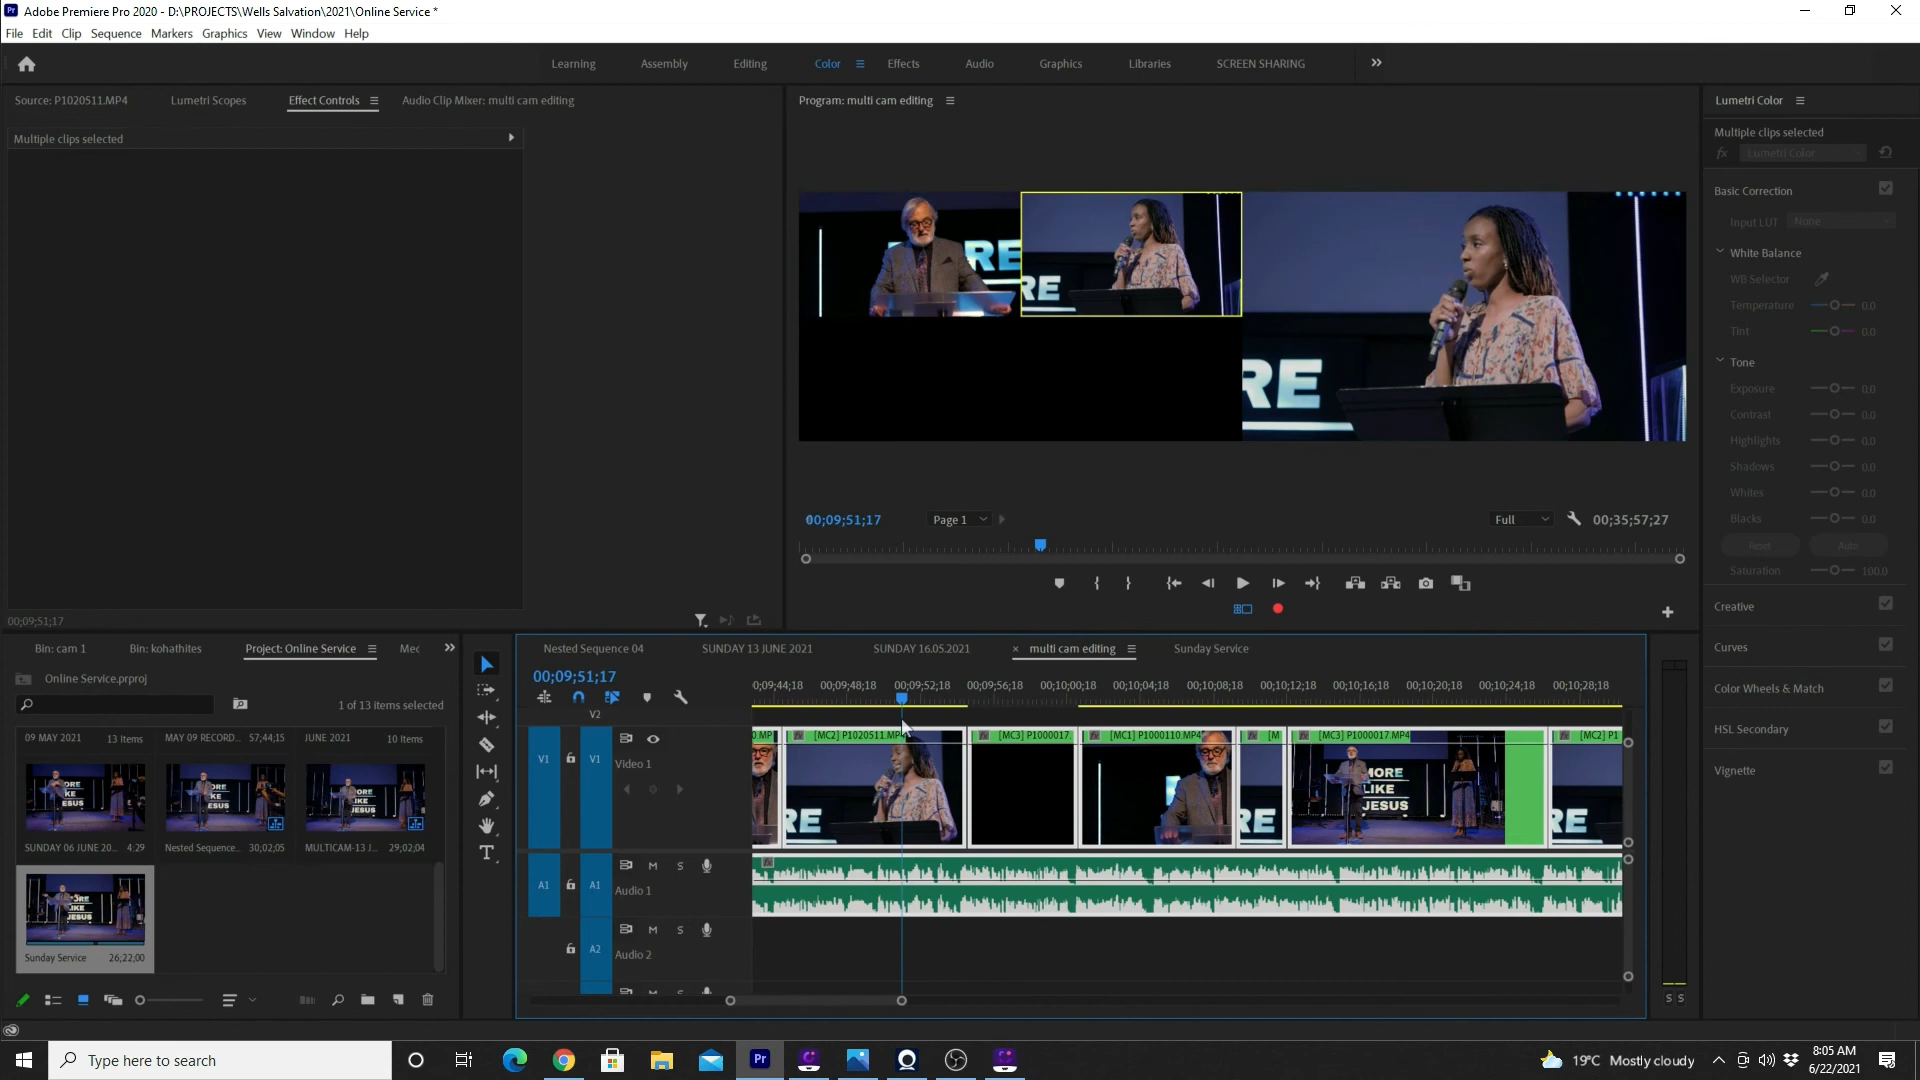 Adobe Premiere Pro 2020 - D:\PROJECTS\Wells Salvation\2021\Online Service *
File Edit Clip Sequence Markers Graphics View Window Help
Learning Assembly Editing Color Effects Audio Graphics Libraries SCREEN SHARING
Source: P1020511.MP4 Lumetri Scopes Effect Controls Audio Clip Mixer: multi cam editing
Multiple clips selected
00;09;51;17
Program: multi cam editing
RE
RE
RE
00;09;51;17 Page 1 Full 00;35;57;27
Lumetri Color
Multiple clips selected
fx Lumetri Color
Basic Correction
Input LUT None
White Balance
WB Selector
Temperature 0.0
Tint 0.0
Tone
Exposure 0.0
Contrast 0.0
Highlights 0.0
Shadows 0.0
Whites 0.0
Blacks 0.0
Reset Auto
Saturation 100.0
Creative
Curves
Color Wheels & Match
HSL Secondary
Vignette
Bin: cam 1 Bin: kohathites Project: Online Service Mec
Online Service.prproj
1 of 13 items selected
09 MAY 2021 13 Items MAY 09 RECORD... 57;44;15 JUNE 2021 10 Items
SUNDAY 06 JUNE 20... 4:29 Nested Sequence... 30;02;05 MULTICAM-13 J... 29;02;04
Sunday Service 26;22;00
Nested Sequence 04 SUNDAY 13 JUNE 2021 SUNDAY 16.05.2021 × multi cam editing Sunday Service
00;09;51;17
0;09;44;18 00;09;48;18 00;09;52;18 00;09;56;18 00;10;00;18 00;10;04;18 00;10;08;18 00;10;12;18 00;10;16;18 00;10;20;18 00;10;24;18 00;10;28;18
V2
V1 V1 Video 1
0.MP [MC2] P1020511.MP4 [MC3] P1000017. [MC1] P1000110.MP4 [M [MC3] P1000017.MP4 [MC2] P1
RE RE MORE LIKE JESUS RE
M S
A1 A1 Audio 1
M S
A2 Audio 2
S S
Type here to search
19°C Mostly cloudy
8:05 AM
6/22/2021